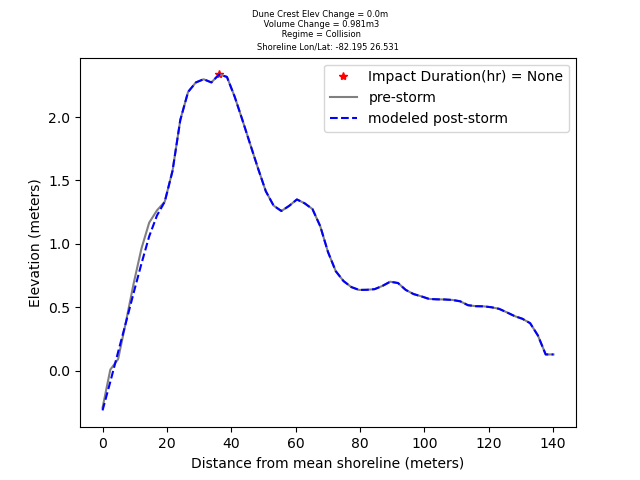 Dune Crest Elev Change = 0.0m
Volume Change = 0.981m3
Regime = Collision
Shoreline Lon/Lat: -82.195 26.531
Impact Duration(hr) = None
pre-storm
modeled post-storm
2.0
1.5
1.0
0.5
0.0
Elevation (meters)
0 20 40 60 80 100 120 140
Distance from mean shoreline (meters)